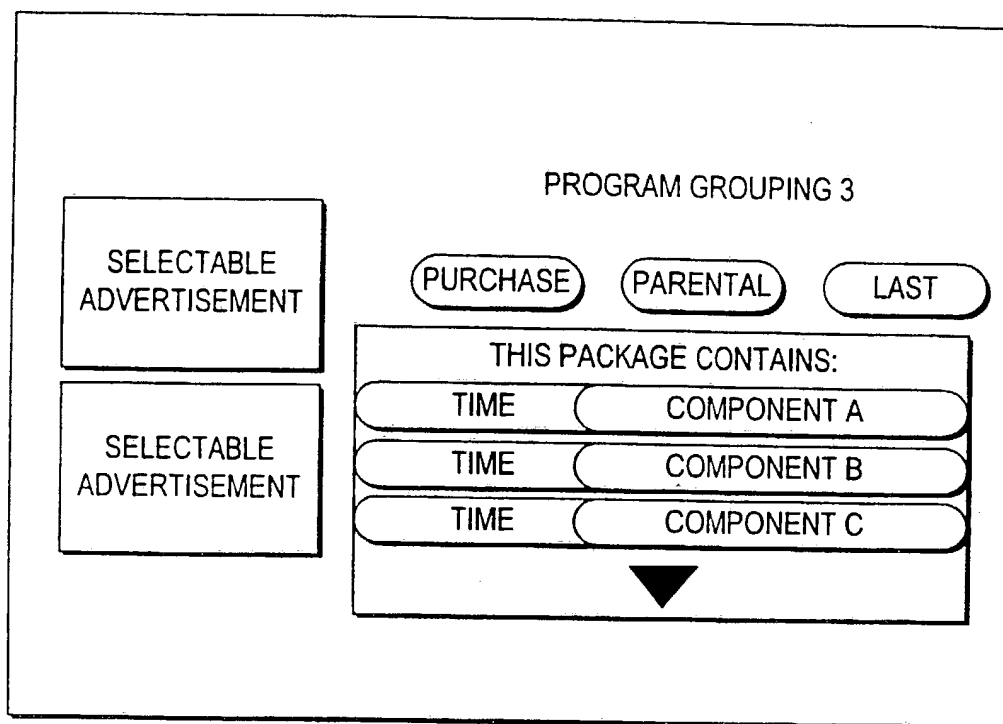 PROGRAM GROUPING 3
SELECTABLE
ADVERTISEMENT
SELECTABLE
ADVERTISEMENT
PURCHASE
PARENTAL
LAST
THIS PACKAGE CONTAINS:
TIME COMPONENT A
TIME COMPONENT B
TIME COMPONENT C